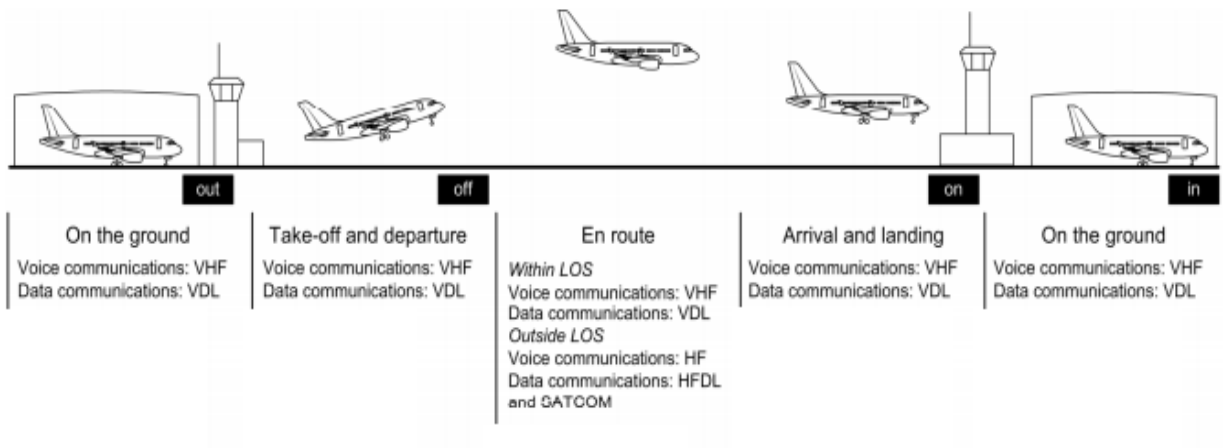 out
off
on
in
On the ground
Voice communications: VHF
Data communications: VDL
Take-off and departure
Voice communications: VHF
Data communications: VDL
En route
Within LOS
Voice communications: VHF
Data communications: VDL
Outside LOS
Voice communications: HF
Data communications: HFDL
and SATCOM
Arrival and landing
Voice communications: VHF
Data communications: VDL
On the ground
Voice communications: VHF
Data communications: VDL